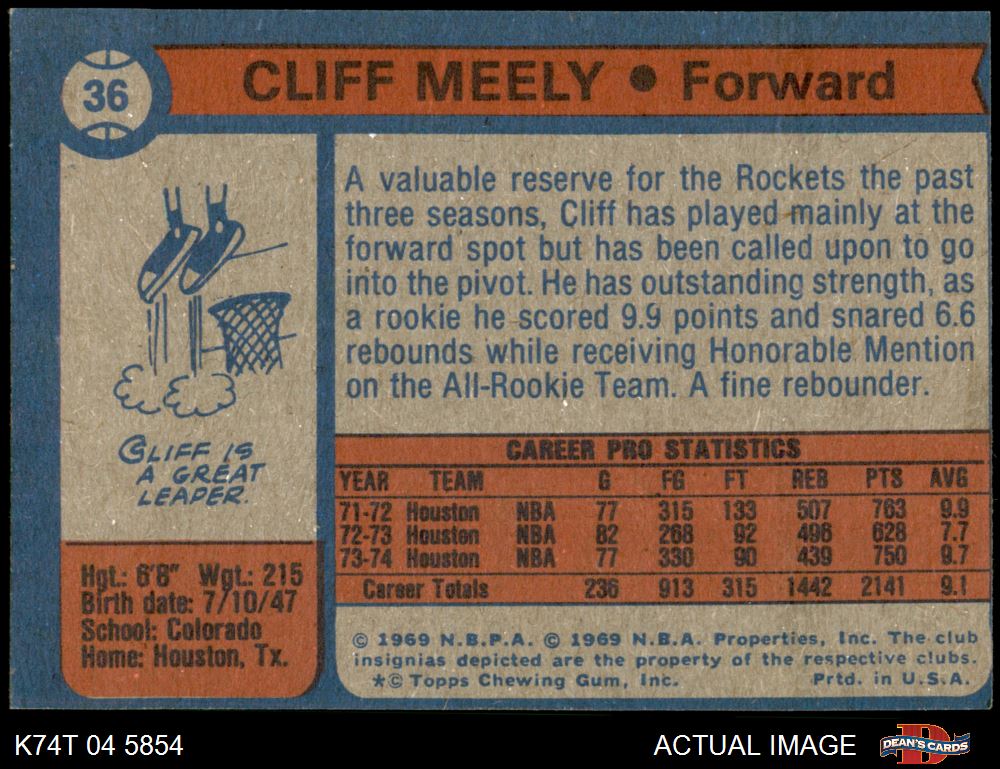 36
CLIFF MEELY • Forward
A valuable reserve for the Rockets the past
three seasons, Cliff has played mainly at the
forward spot but has been called upon to go
into the pivot. He has outstanding strength, as
a rookie he scored 9.9 points and snared 6.6
rebounds while receiving Honorable Mention
on the All-Rookie Team. A fine rebounder.
CLIFF IS
A GREAT
LEADER.
Hgt.: 6'8" Wgt.: 215
Birth date: 7/10/47
School: Colorado
Home: Houston, Tx.
CAREER PRO STATISTICS
YEAR TEAM G FG FT REB PTS AVG
71-72 Houston NBA 77 315 133 507 763 9.9
72-73 Houston NBA 82 268 92 496 628 7.7
73-74 Houston NBA 77 330 90 439 750 9.7
Career Totals 236 913 315 1442 2141 9.1
© 1969 N.B.P.A. © 1969 N.B.A. Properties, Inc. The club
insignias depicted are the property of the respective clubs.
*© Topps Chewing Gum, Inc. Prtd. in U.S.A.
K74T 04 5854
ACTUAL IMAGE
D
DEAN'S CARDS